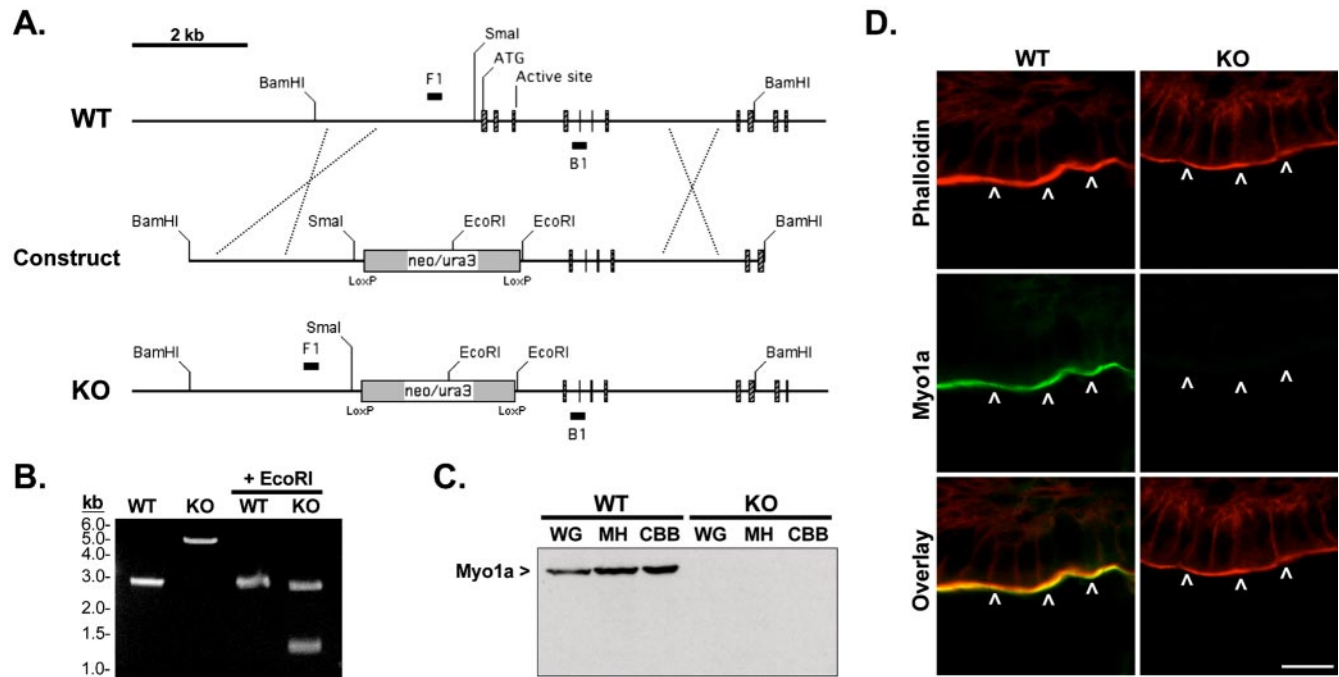 A.
2 kb
WT
BamHI
F1
SmaI
ATG
Active site
B1
BamHI
Construct
BamHI
SmaI
EcoRI
EcoRI
BamHI
neo/ura3
LoxP
LoxP
KO
BamHI
F1
SmaI
EcoRI
EcoRI
BamHI
neo/ura3
LoxP
LoxP
B1
B.
+ EcoRI
kb
WT
KO
WT
KO
6.0-
5.0-
4.0-
3.0-
2.0-
1.5-
1.0-
C.
WT
KO
WG MH CBB WG MH CBB
Myo1a >
D.
WT
KO
Phalloidin
^ ^ ^ ^ ^ ^
Myo1a
^ ^ ^ ^ ^ ^
Overlay
^ ^ ^ ^ ^ ^